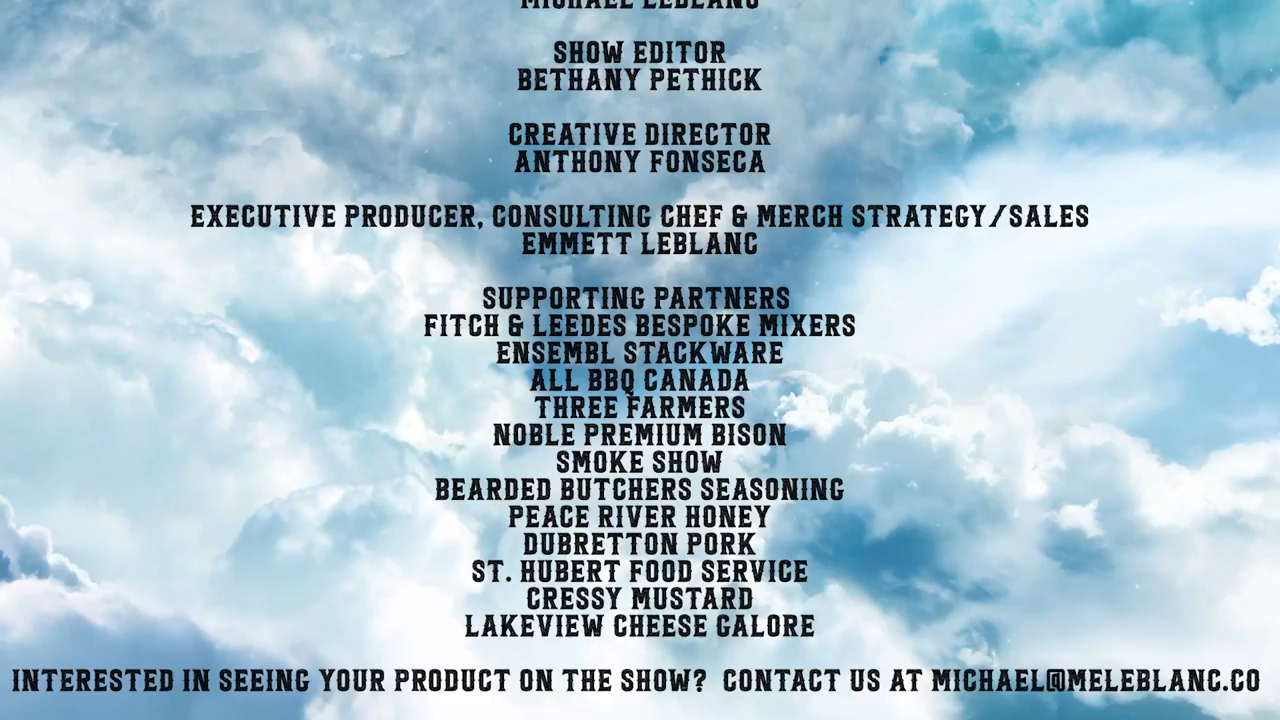 MICHAEL LEBLANC
SHOW EDITOR
BETHANY PETHICK
CREATIVE DIRECTOR
ANTHONY FONSECA
EXECUTIVE PRODUCER, CONSULTING CHEF & MERCH STRATEGY/SALES
EMMETT LEBLANC
SUPPORTING PARTNERS
FITCH & LEEDES BESPOKE MIXERS
ENSEMBL STACKWARE
ALL BBQ CANADA
THREE FARMERS
NOBLE PREMIUM BISON
SMOKE SHOW
BEARDED BUTCHERS SEASONING
PEACE RIVER HONEY
DUBRETTON PORK
ST. HUBERT FOOD SERVICE
CRESSY MUSTARD
LAKEVIEW CHEESE GALORE
INTERESTED IN SEEING YOUR PRODUCT ON THE SHOW? CONTACT US AT MICHAEL@MELEBLANC.CO